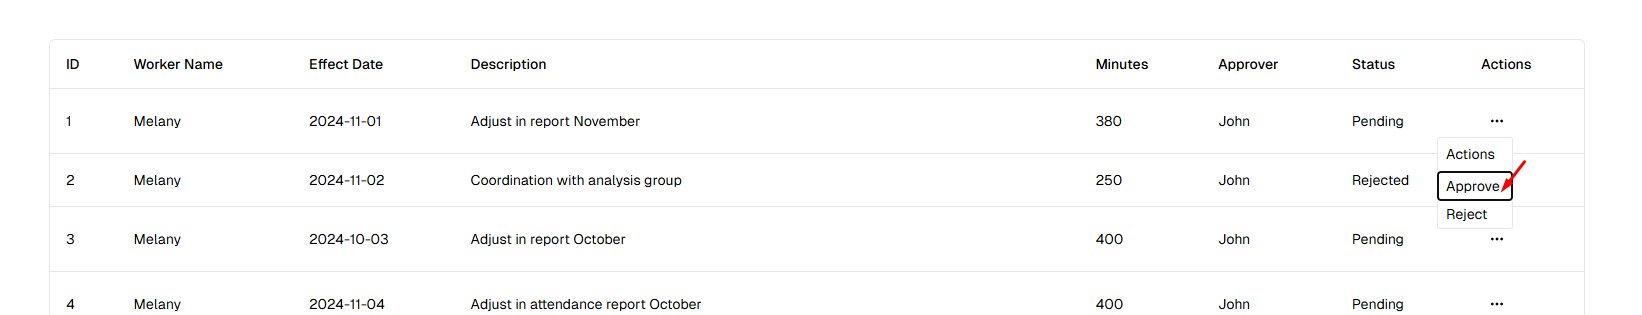 ID Worker Name Effect Date Description Minutes Approver Status Actions
1 Melany 2024-11-01 Adjust in report November 380 John Pending ···
Actions
2 Melany 2024-11-02 Coordination with analysis group 250 John Rejected
Approve
Reject
3 Melany 2024-10-03 Adjust in report October 400 John Pending ···
4 Melany 2024-11-04 Adjust in attendance report October 400 John Pending ···